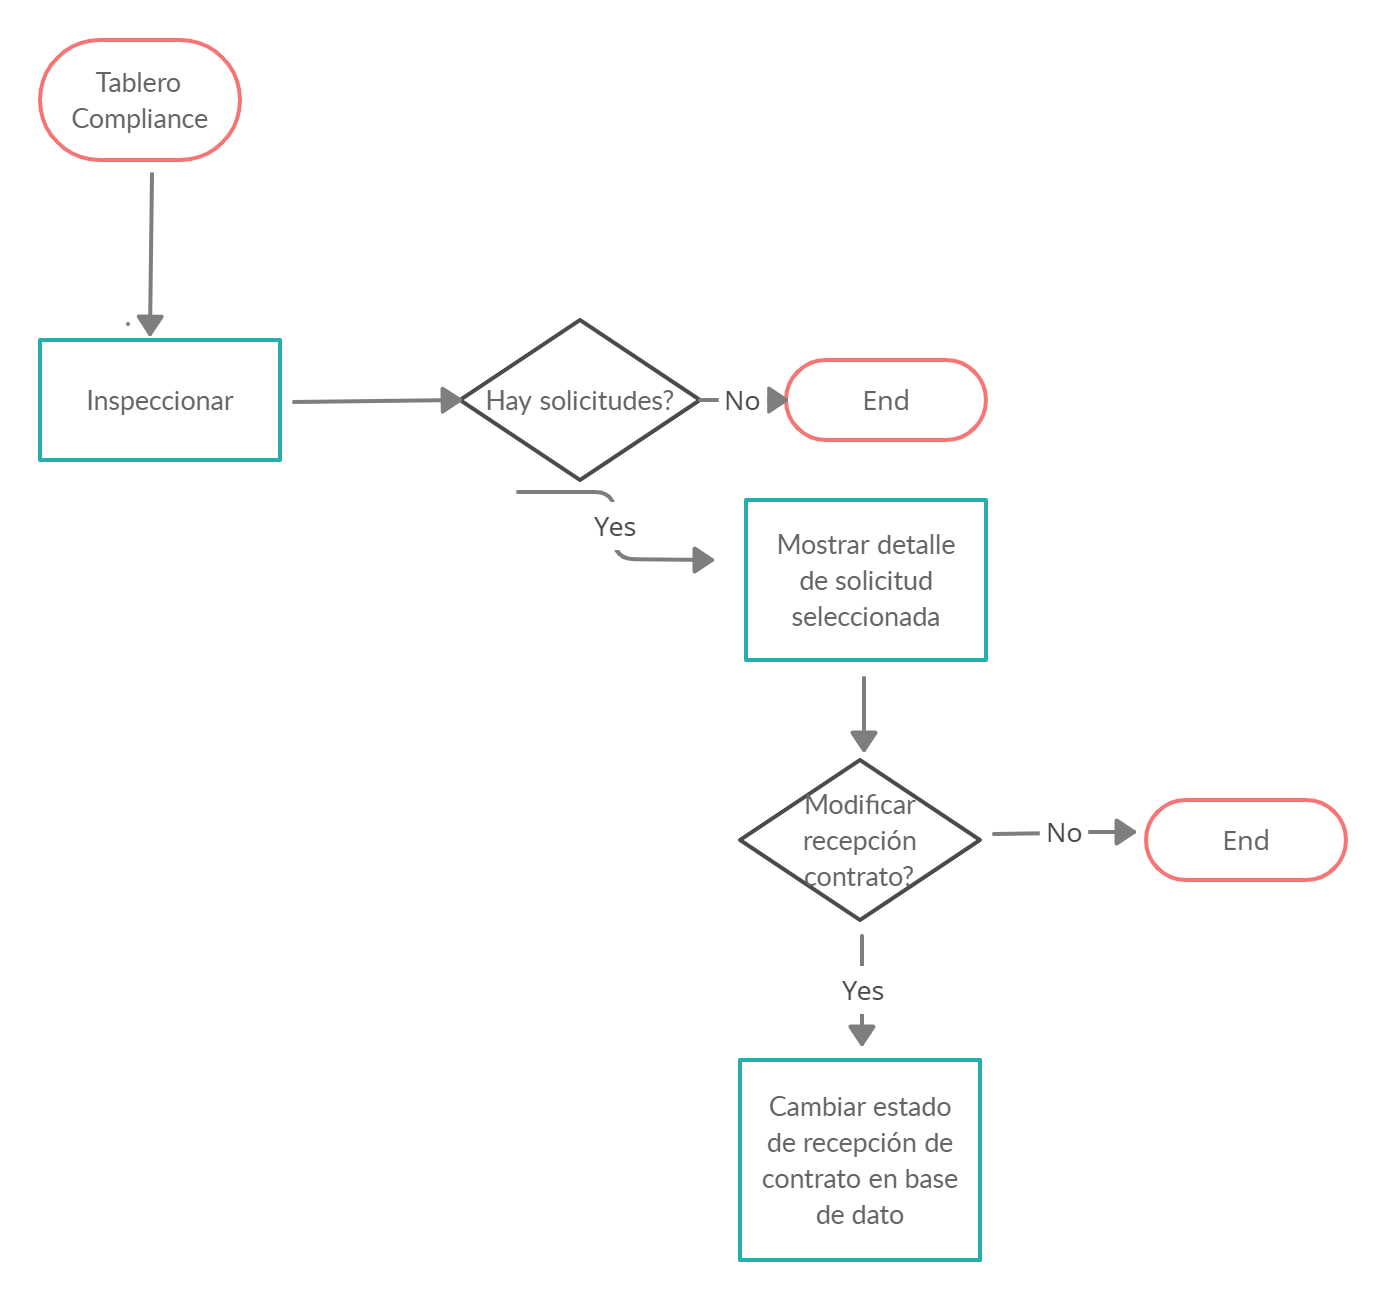 Tablero
Compliance
Inspeccionar
Hay solicitudes?
No
End
Yes
Mostrar detalle
de solicitud
seleccionada
Modificar
recepción
contrato?
No
End
Yes
Cambiar estado
de recepción de
contrato en base
de dato